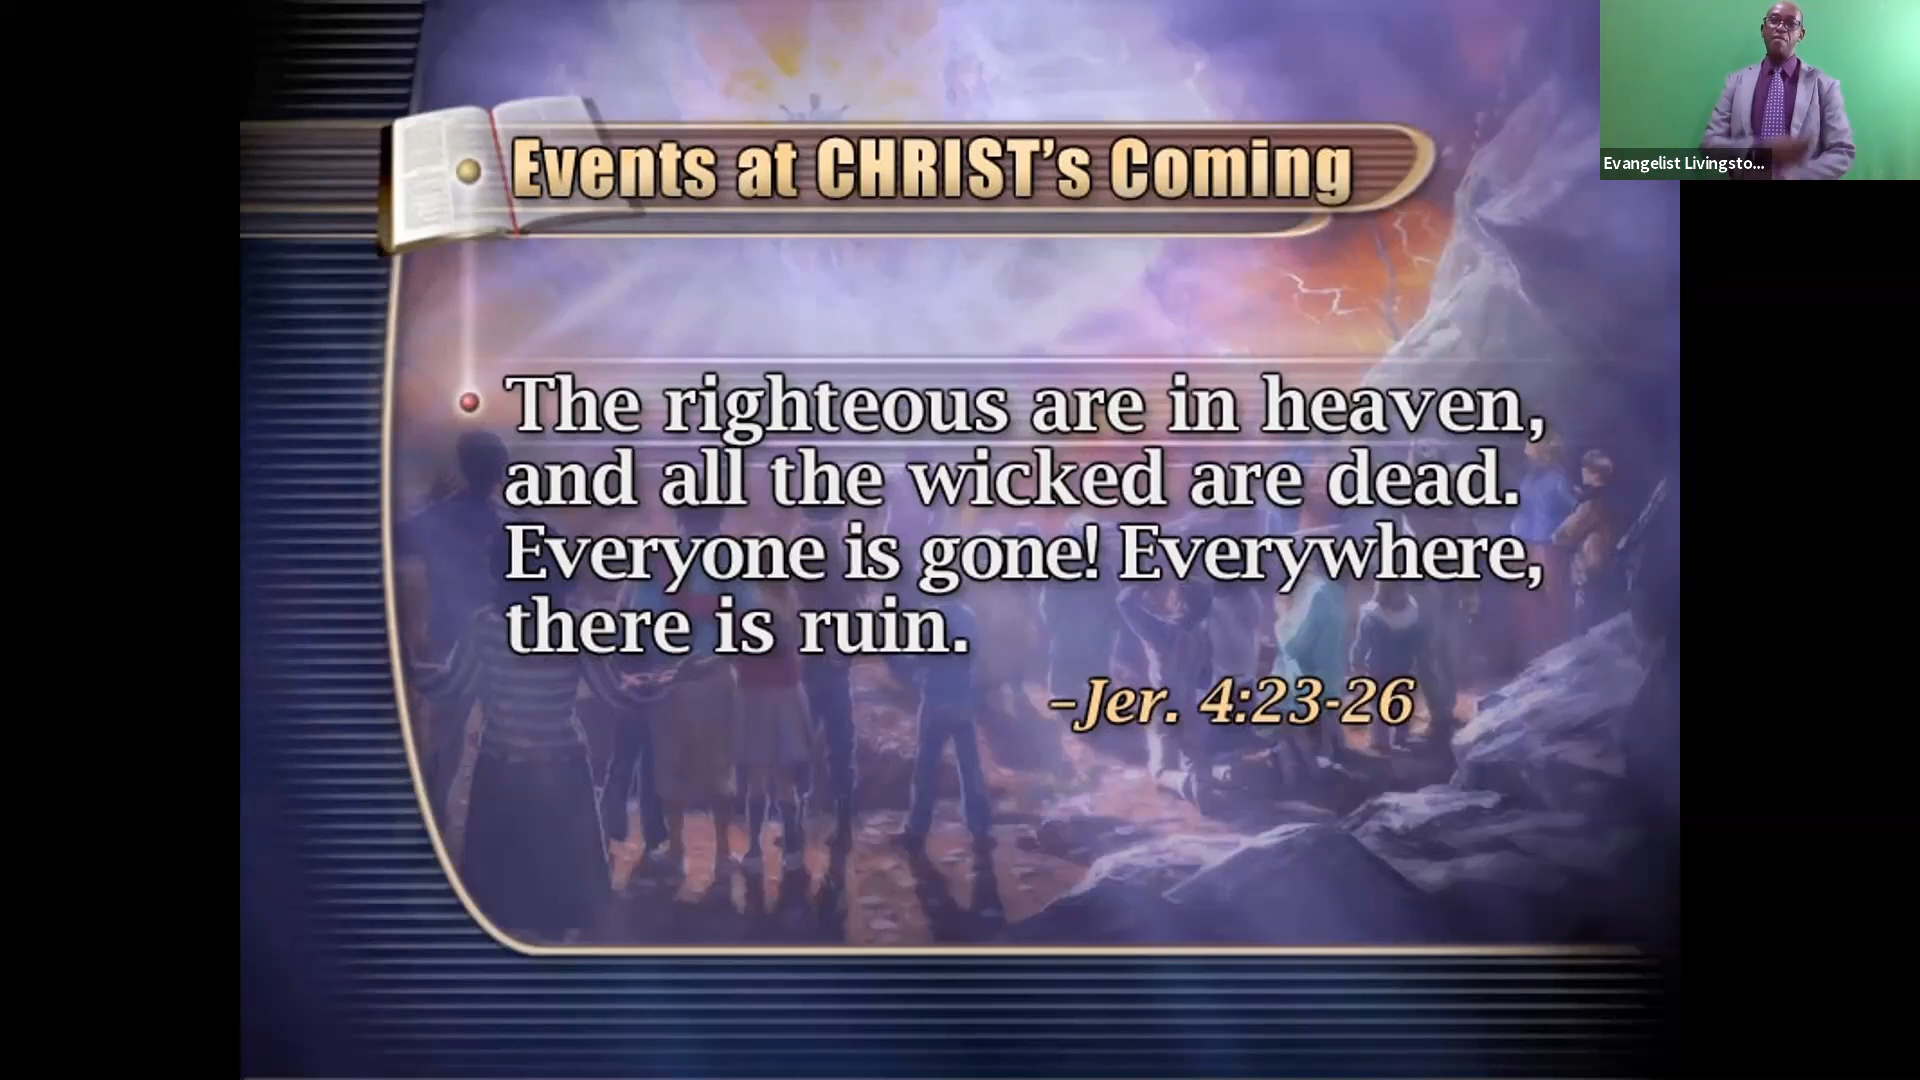 Events at CHRIST's Coming
Evangelist Livingsto...
The righteous are in heaven,
and all the wicked are dead.
Everyone is gone! Everywhere,
there is ruin.
–Jer. 4:23-26